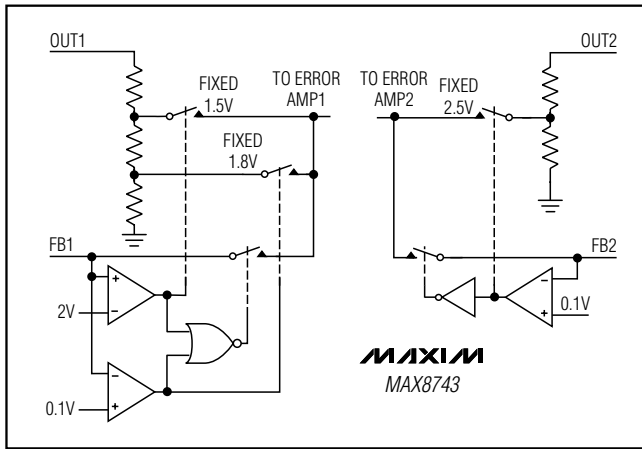 OUT1
OUT2
FIXED
1.5V
TO ERROR
AMP1
TO ERROR
AMP2
FIXED
2.5V
FIXED
1.8V
FB1
FB2
+
−
2V
−
+
0.1V
−
+
0.1V
MAXIM
MAX8743